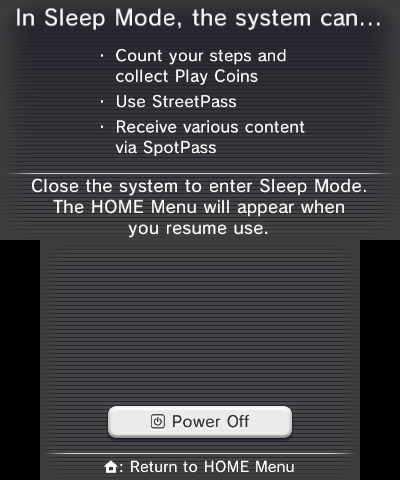 In Sleep Mode, the system can...
· Count your steps and
collect Play Coins
· Use StreetPass
· Receive various content
via SpotPass
Close the system to enter Sleep Mode.
The HOME Menu will appear when
you resume use.
Power Off
: Return to HOME Menu